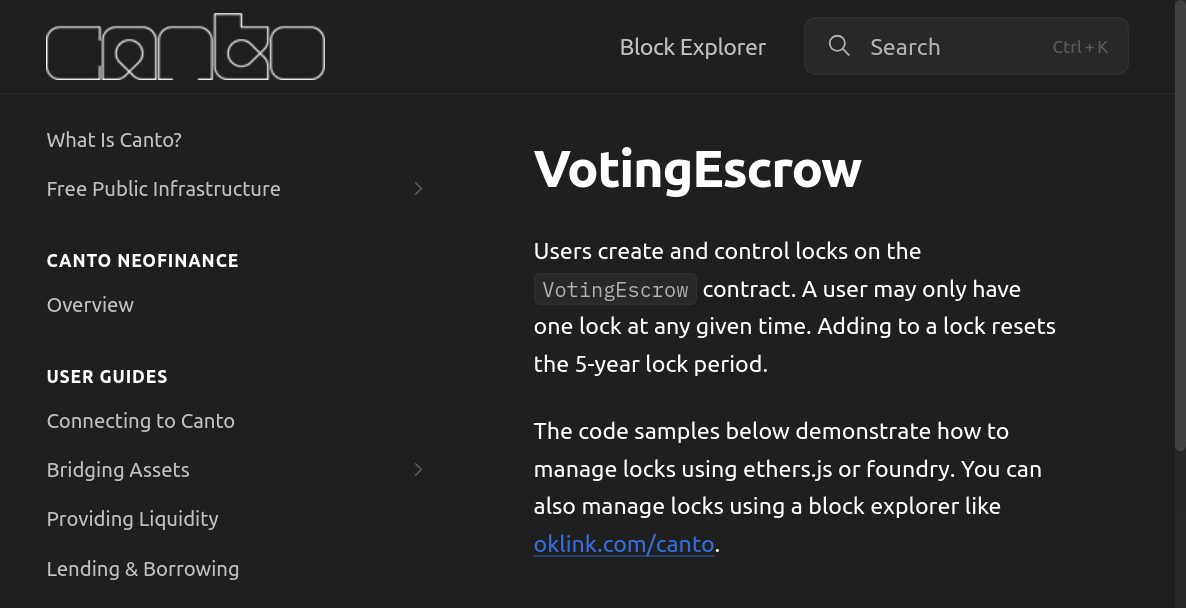 canto
Block Explorer
Search
Ctrl + K
What Is Canto?
Free Public Infrastructure
CANTO NEOFINANCE
Overview
USER GUIDES
Connecting to Canto
Bridging Assets
Providing Liquidity
Lending & Borrowing
VotingEscrow
Users create and control locks on the
VotingEscrow contract. A user may only have
one lock at any given time. Adding to a lock resets
the 5-year lock period.
The code samples below demonstrate how to
manage locks using ethers.js or foundry. You can
also manage locks using a block explorer like
oklink.com/canto.